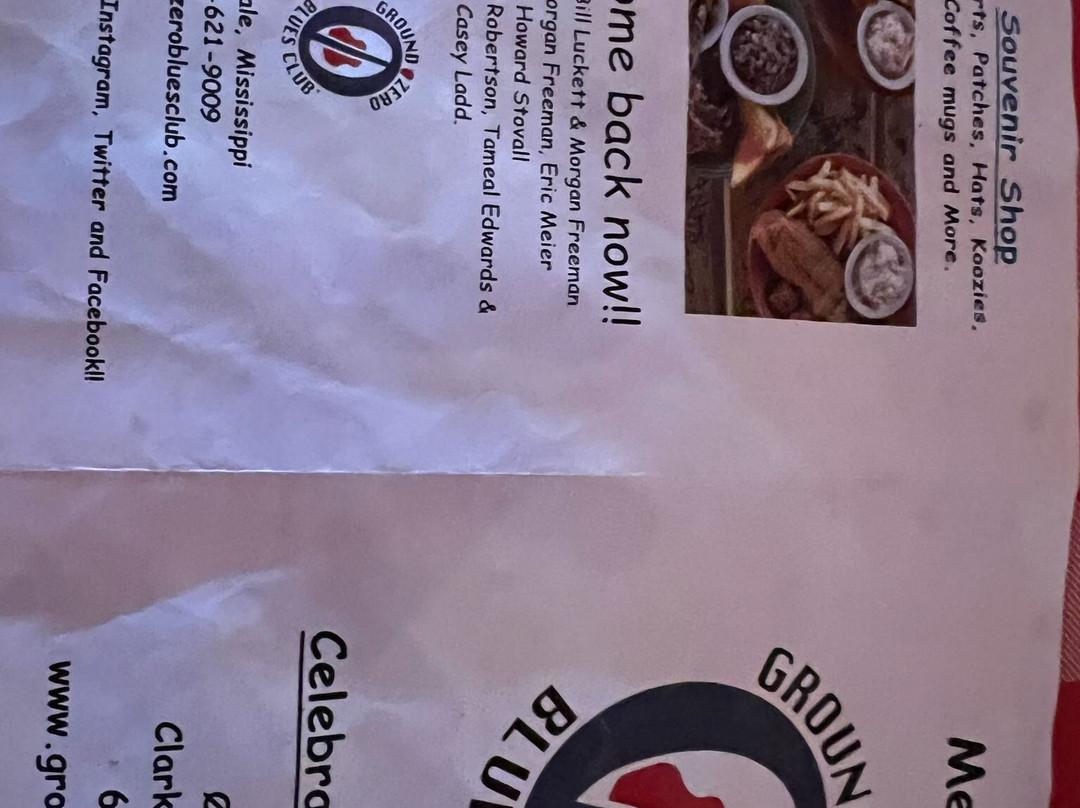 Souvenir Shop
rts, Patches, Hats, Koozies,
Coffee mugs and More.
ome back now!!
Bill Luckett & Morgan Freeman
organ Freeman, Eric Meier
Howard Stovall
Robertson, Tameal Edwards &
Casey Ladd.
GROUND ZERO
BLUES CLUB
ale, Mississippi
-621-9009
zerobluesclub.com
Instagram, Twitter and Facebook!!
Me
GROUN
BLU
Celebra
Clark
6
www.gro